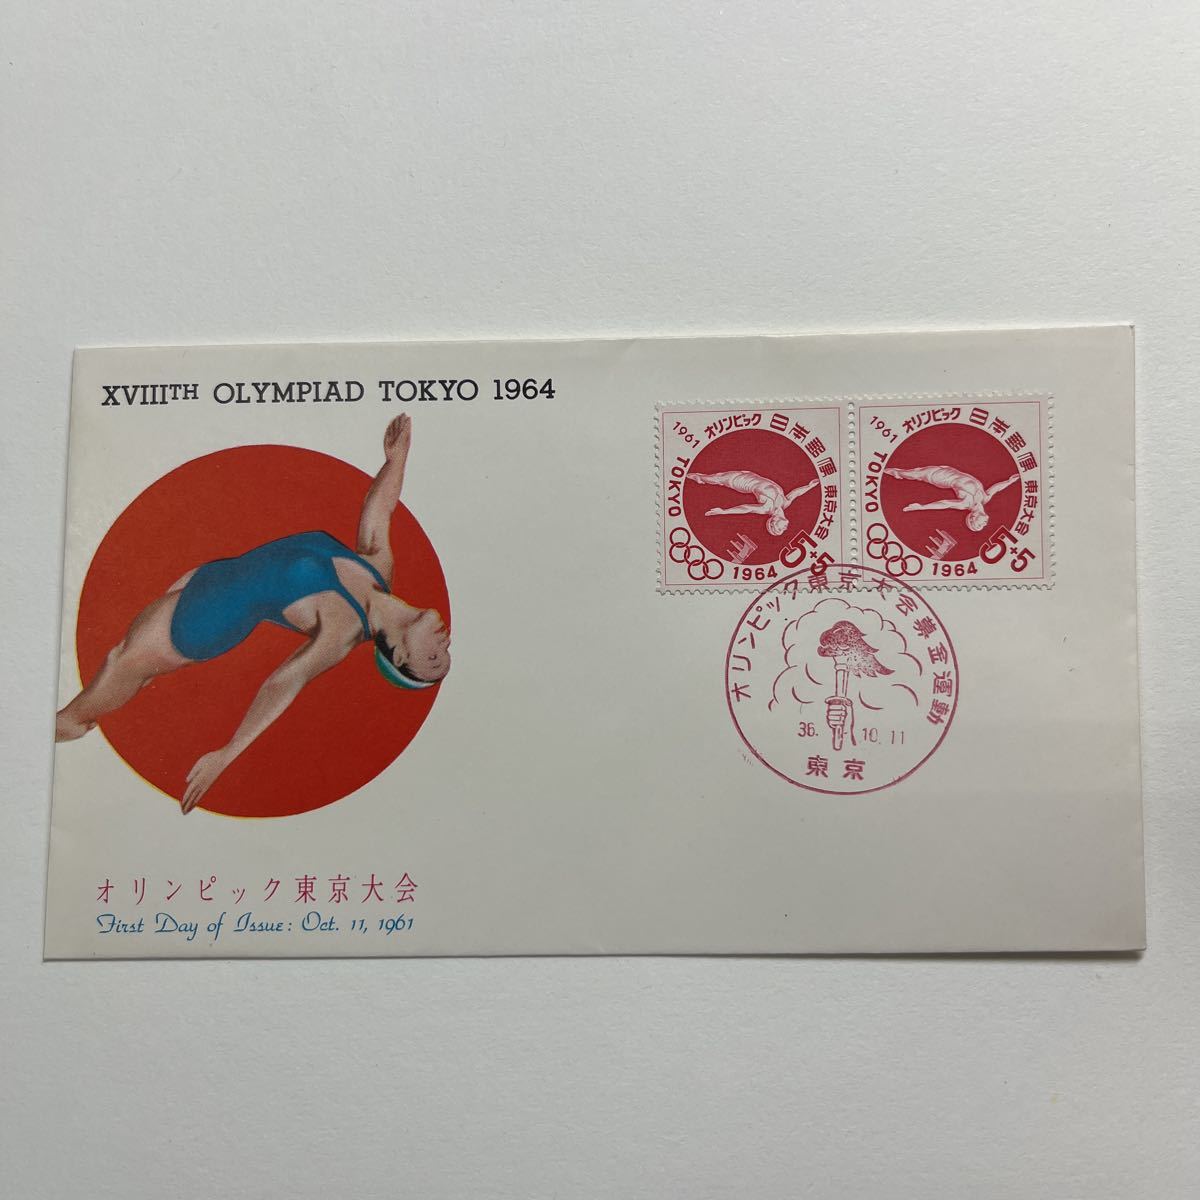 XVIIITH OLYMPIAD TOKYO 1964
1961 オリンピック 日本郵便
TOKYO 1964
東京大会
5+5
1961 オリンピック 日本郵便
TOKYO 1964
東京大会
5+5
オリンピック東京大会募金運動
36. 10.11
東京
オリンピック東京大会
First Day of Issue: Oct. 11, 1961